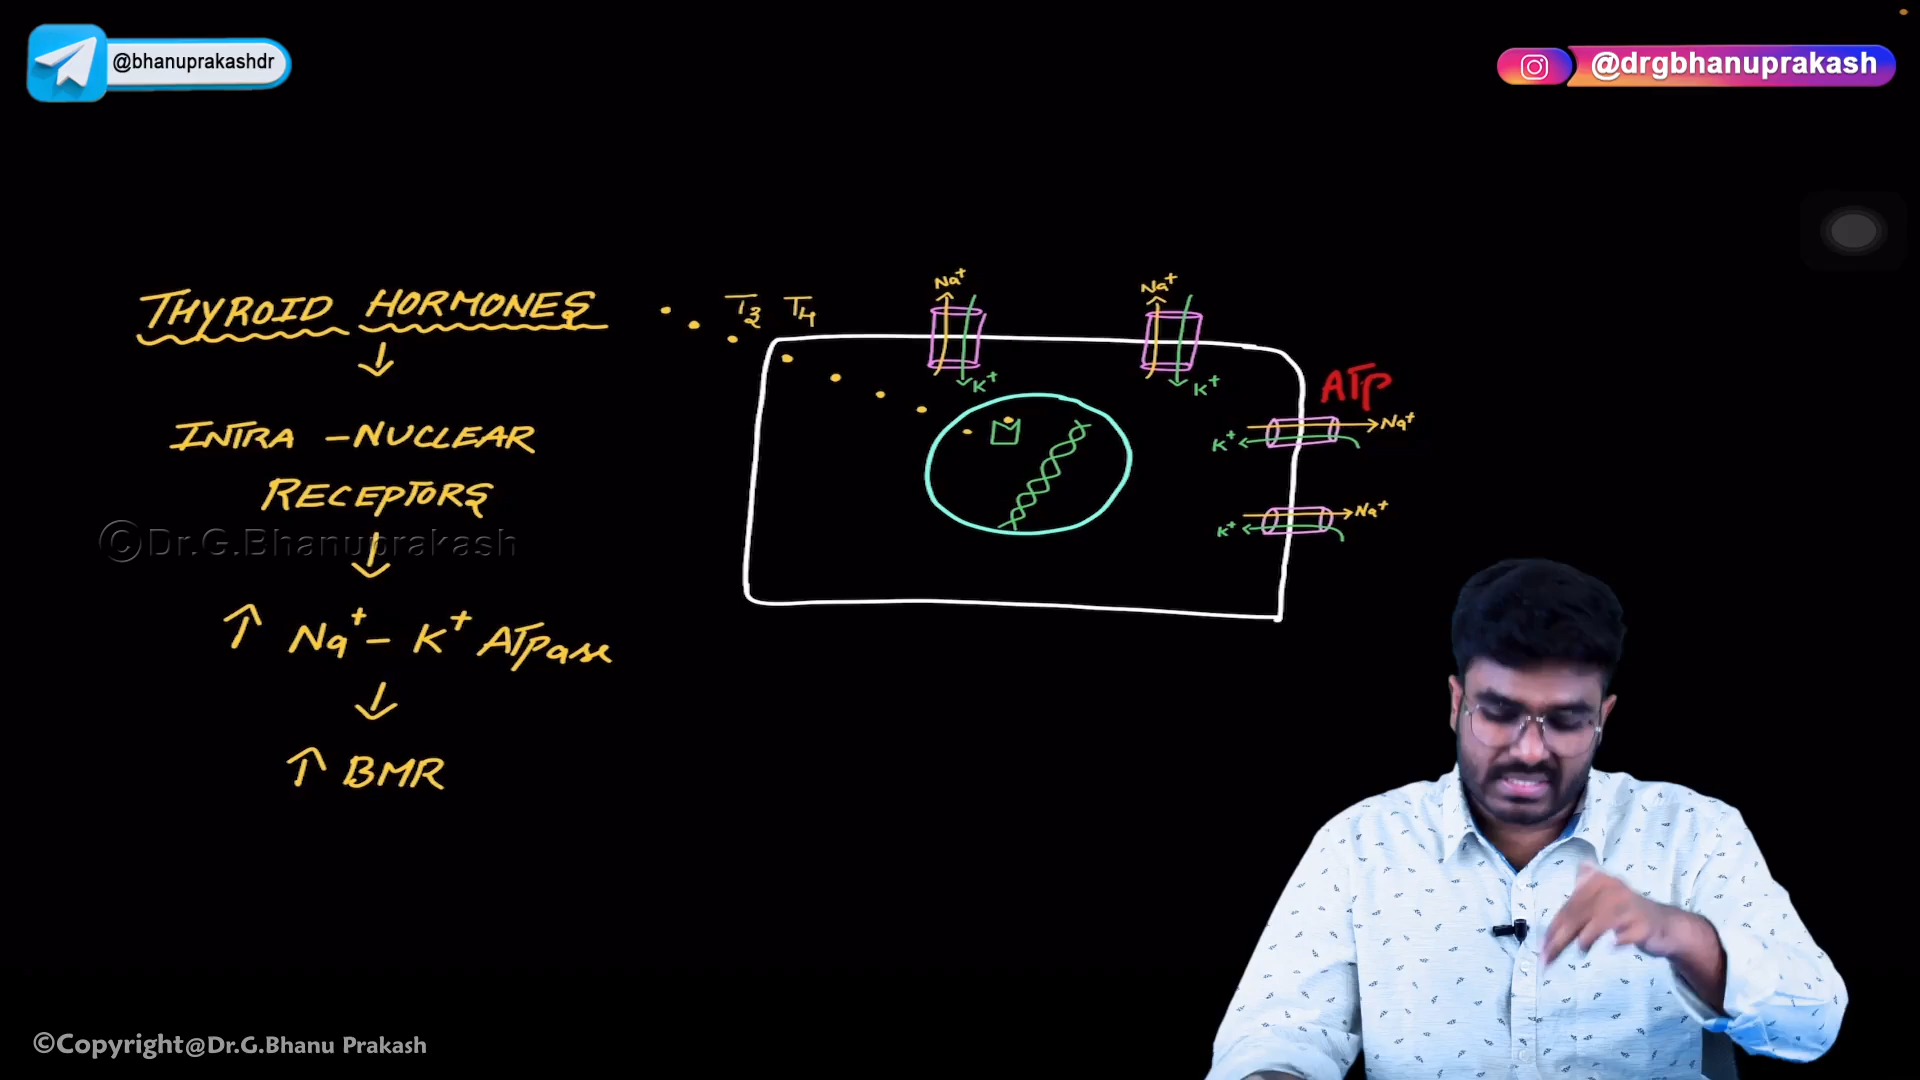 @bhanuprakashdr
@drgbhanuprakash
THYROID HORMONES
↓
INTRA - NUCLEAR
RECEPTORS
©Dr.G.Bhanuprakash
↓
↑ Na⁺ - K⁺ ATPase
↓
↑ BMR
T₃ T₄
Na⁺
K⁺
Na⁺
K⁺
ATP
Na⁺
K⁺
Na⁺
K⁺
©Copyright@Dr.G.Bhanu Prakash